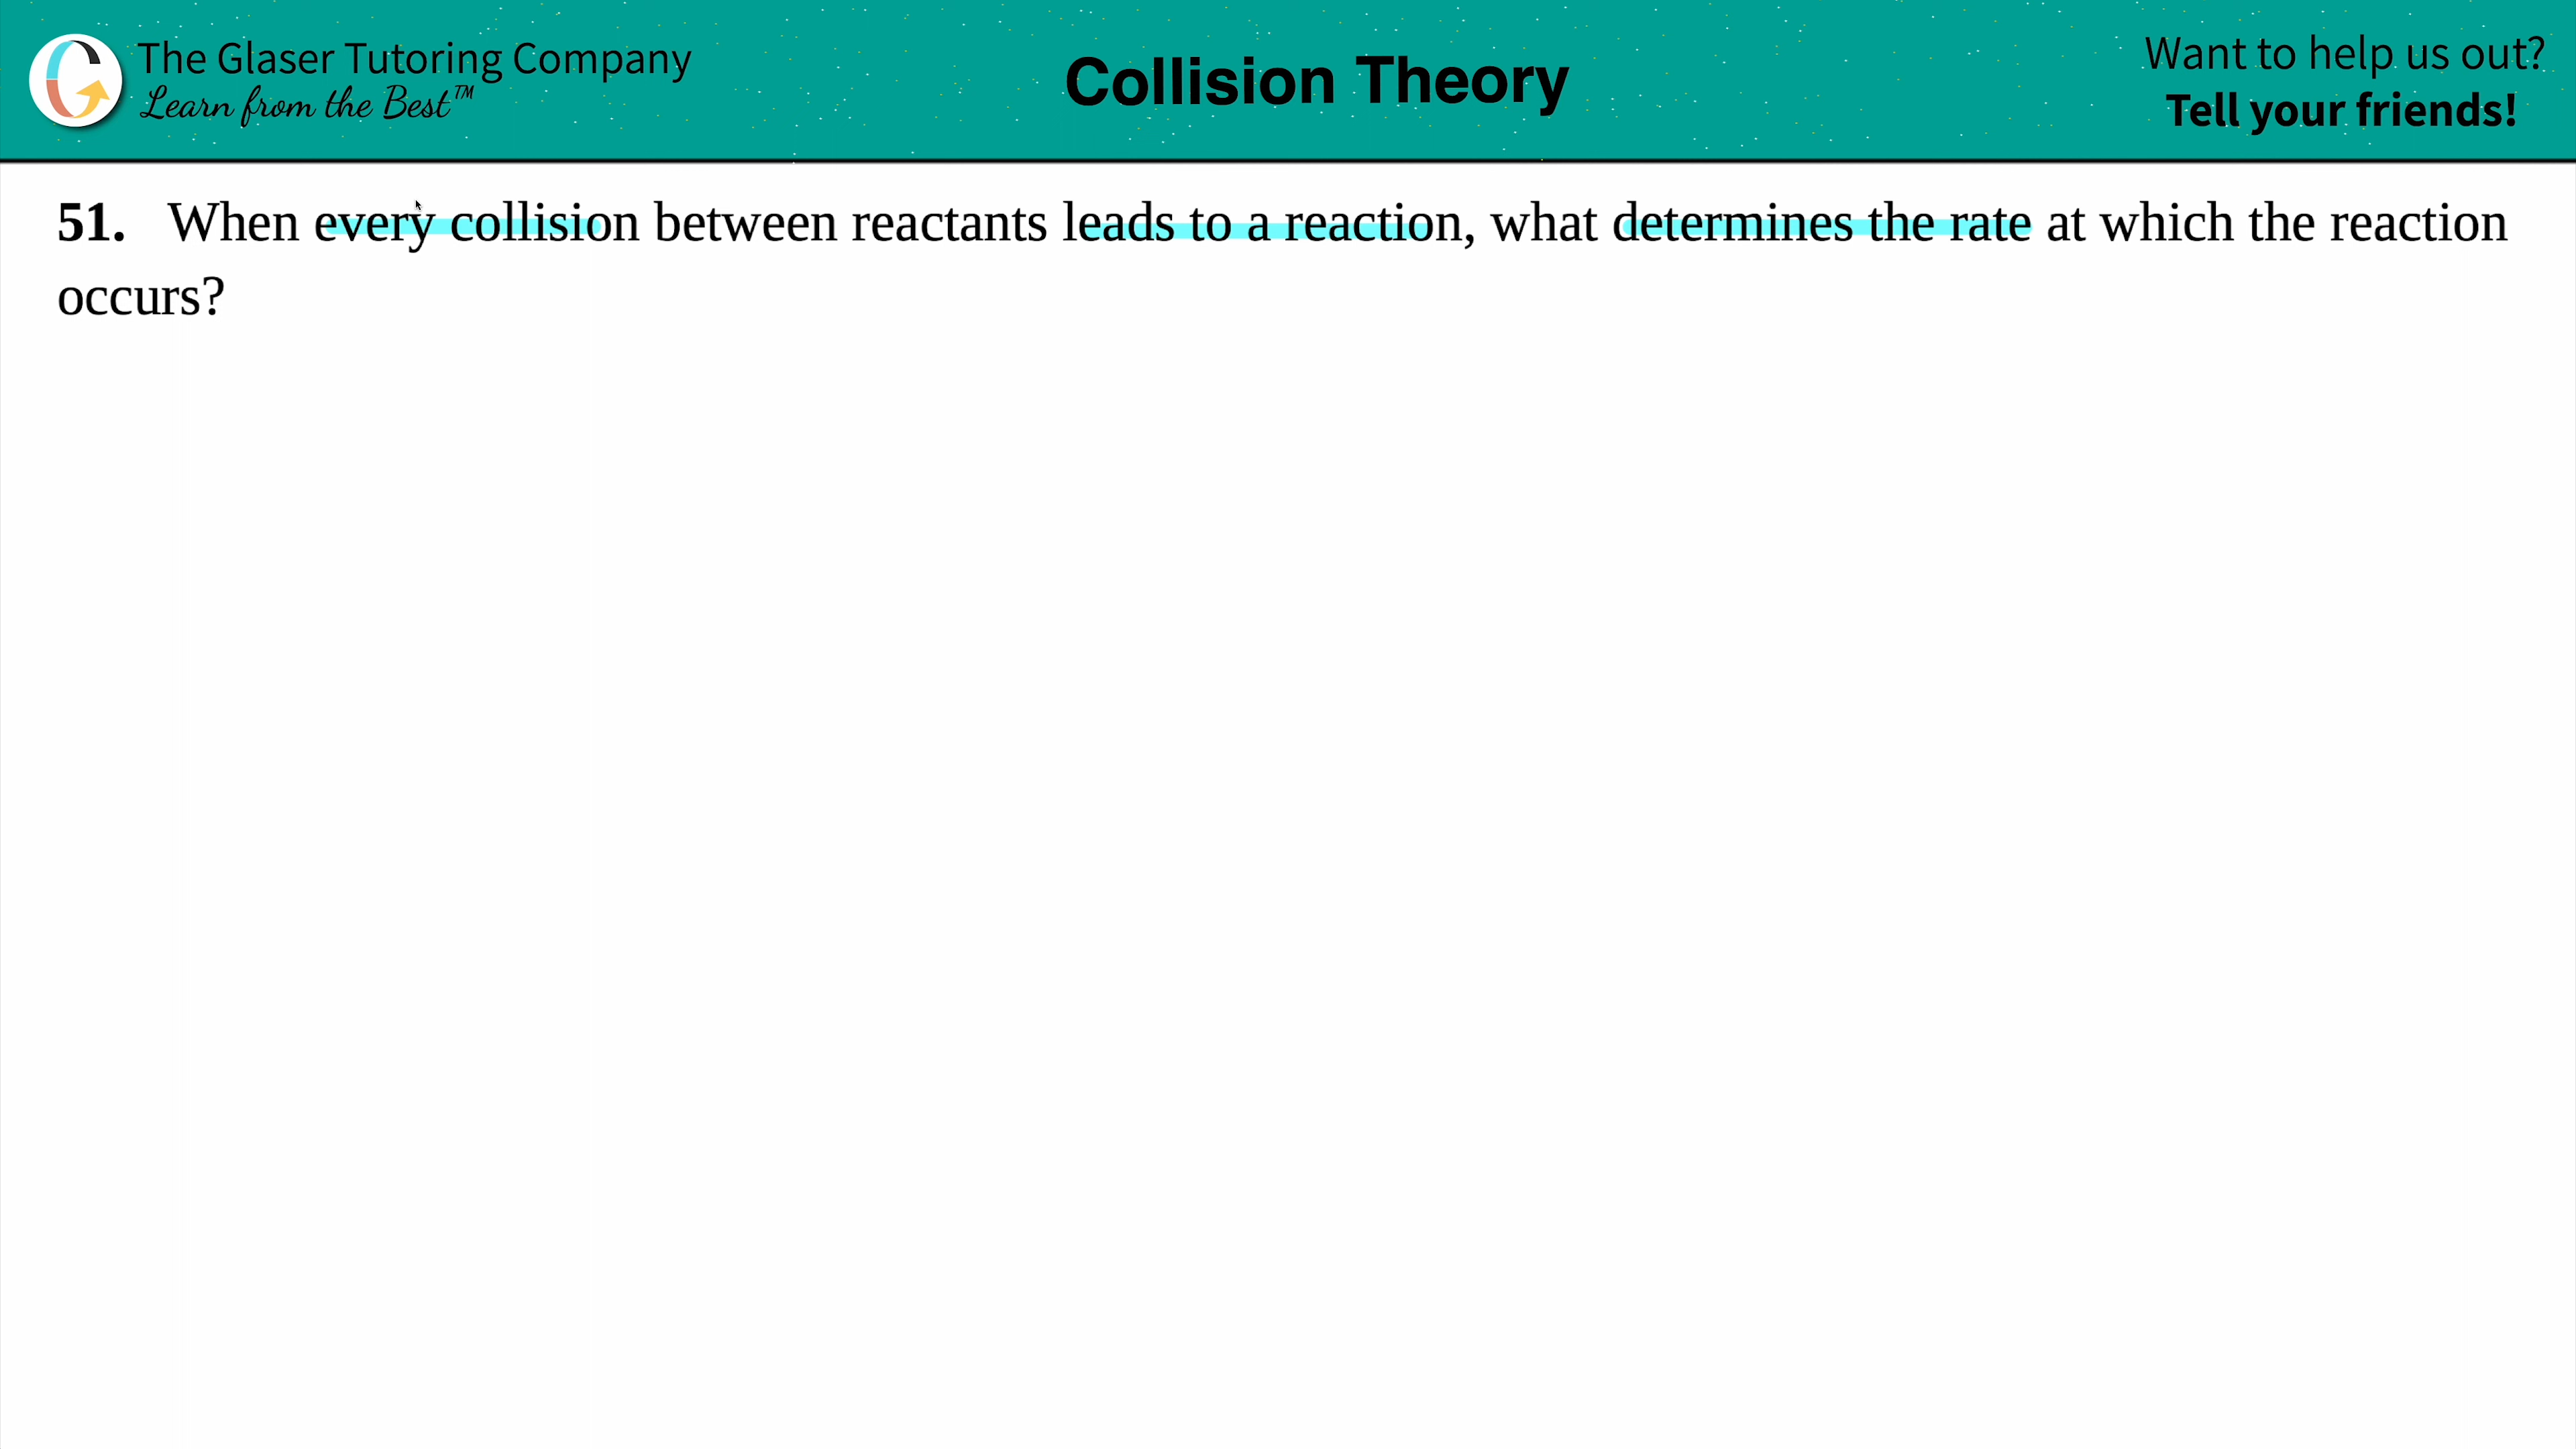 The Glaser Tutoring Company
Learn from the Best™
Collision Theory
Want to help us out?
Tell your friends!
51. When every collision between reactants leads to a reaction, what determines the rate at which the reaction
occurs?